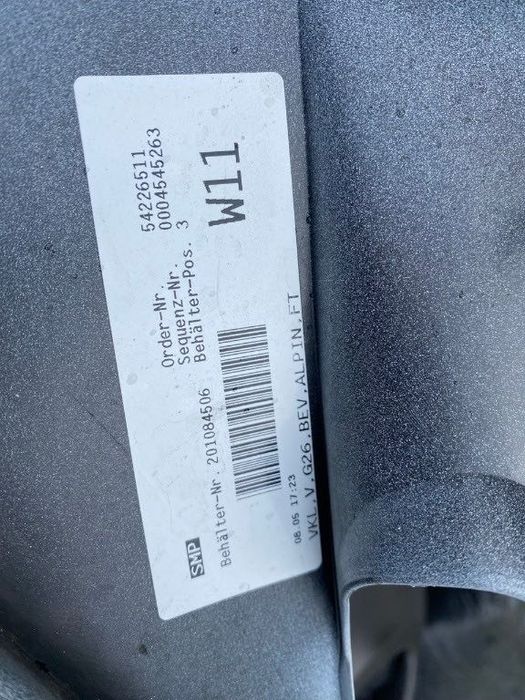 Order-Nr. 54226511
Sequenz-Nr. 0004545263
Behälter-Pos. 3
W11
SMP
Behälter-Nr. 201084506
08.05 17:23
VKL,V,G26,BEV,ALPIN,FT